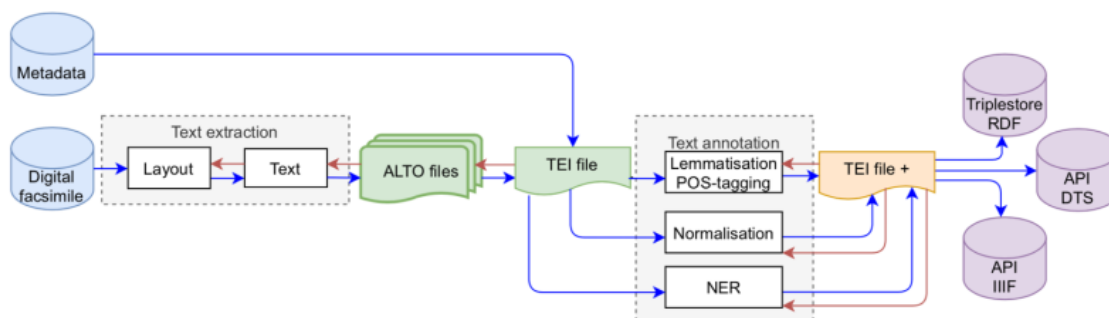 Metadata
Digital
facsimile
Text extraction
Layout
Text
ALTO files
TEI file
Text annotation
Lemmatisation
POS-tagging
Normalisation
NER
TEI file +
Triplestore
RDF
API
DTS
API
IIIF